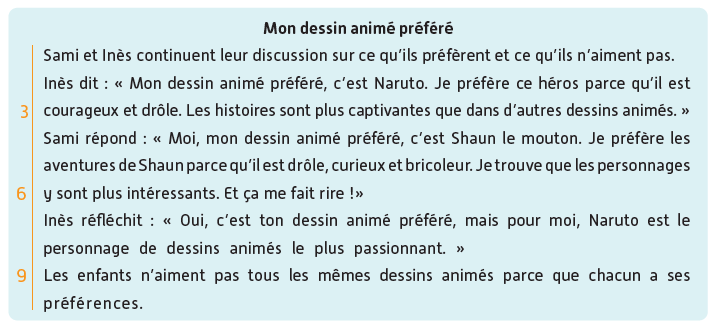 Mon dessin animé préféré
Sami et Inès continuent leur discussion sur ce qu'ils préfèrent et ce qu'ils n'aiment pas.
Inès dit : « Mon dessin animé préféré, c'est Naruto. Je préfère ce héros parce qu'il est
3 courageux et drôle. Les histoires sont plus captivantes que dans d'autres dessins animés. »
Sami répond : « Moi, mon dessin animé préféré, c'est Shaun le mouton. Je préfère les
aventures de Shaun parce qu'il est drôle, curieux et bricoleur. Je trouve que les personnages
6 y sont plus intéressants. Et ça me fait rire !»
Inès réfléchit : « Oui, c'est ton dessin animé préféré, mais pour moi, Naruto est le
personnage de dessins animés le plus passionnant. »
9 Les enfants n'aiment pas tous les mêmes dessins animés parce que chacun a ses
préférences.